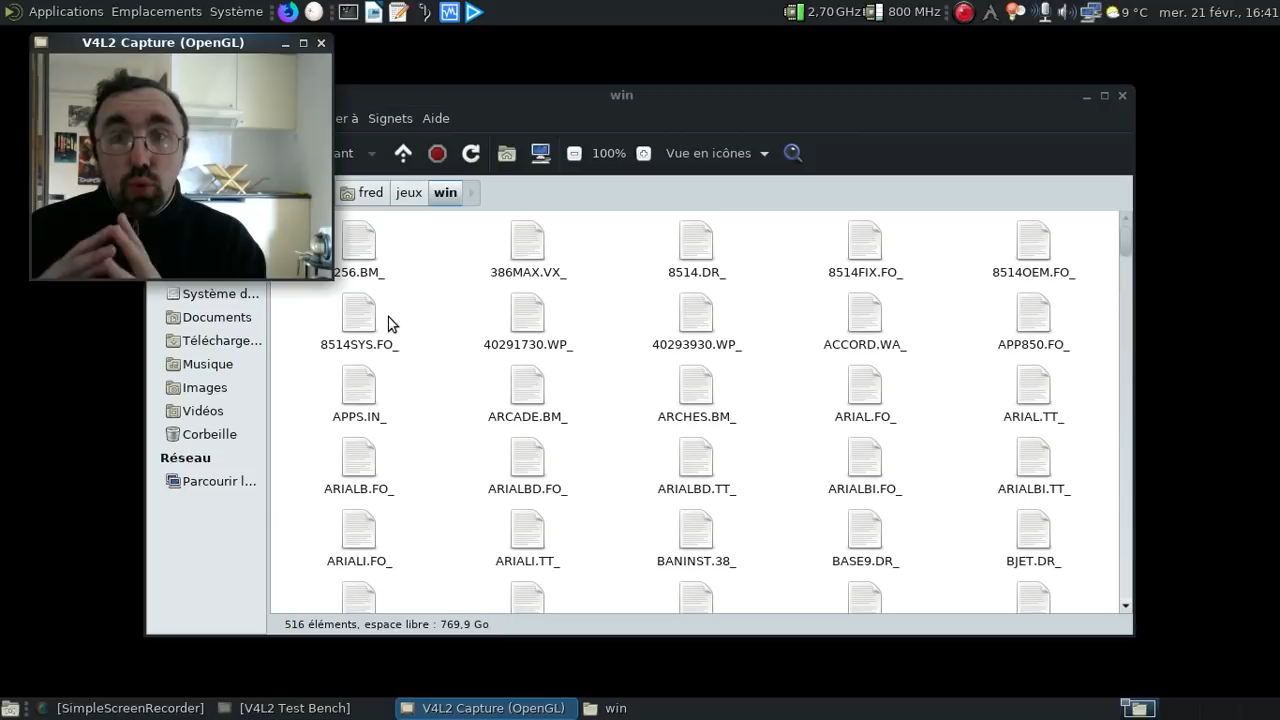 Applications Emplacements Système 2,70 GHz 800 MHz 9 °C mer. 21 févr., 16:41
V4L2 Capture (OpenGL)
win
er à Signets Aide
ant 100% Vue en icônes
fred jeux win
256.BM_ 386MAX.VX_ 8514.DR_ 8514FIX.FO_ 8514OEM.FO_
Système d...
Documents
Télécharge...
Musique
Images
Vidéos
Corbeille
Réseau
Parcourir l...
8514SYS.FO_ 40291730.WP_ 40293930.WP_ ACCORD.WA_ APP850.FO_
APPS.IN_ ARCADE.BM_ ARCHES.BM_ ARIAL.FO_ ARIAL.TT_
ARIALB.FO_ ARIALBD.FO_ ARIALBD.TT_ ARIALBI.FO_ ARIALBI.TT_
ARIALI.FO_ ARIALI.TT_ BANINST.38_ BASE9.DR_ BJET.DR_
516 éléments, espace libre : 769,9 Go
[SimpleScreenRecorder] [V4L2 Test Bench] V4L2 Capture (OpenGL) win